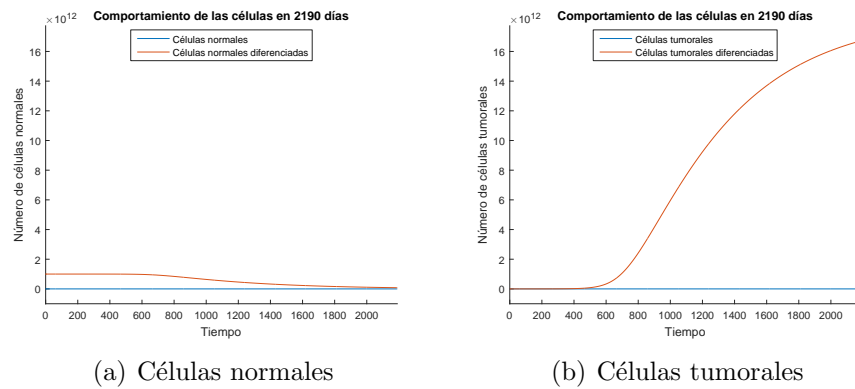 Comportamiento de las células en 2190 días
×10^12
Células normales
Células normales diferenciadas
Número de células normales
16
14
12
10
8
6
4
2
0
0 200 400 600 800 1000 1200 1400 1600 1800 2000
Tiempo
(a) Células normales
Comportamiento de las células en 2190 días
×10^12
Células tumorales
Células tumorales diferenciadas
Número de células tumorales
16
14
12
10
8
6
4
2
0
0 200 400 600 800 1000 1200 1400 1600 1800 2000
Tiempo
(b) Células tumorales